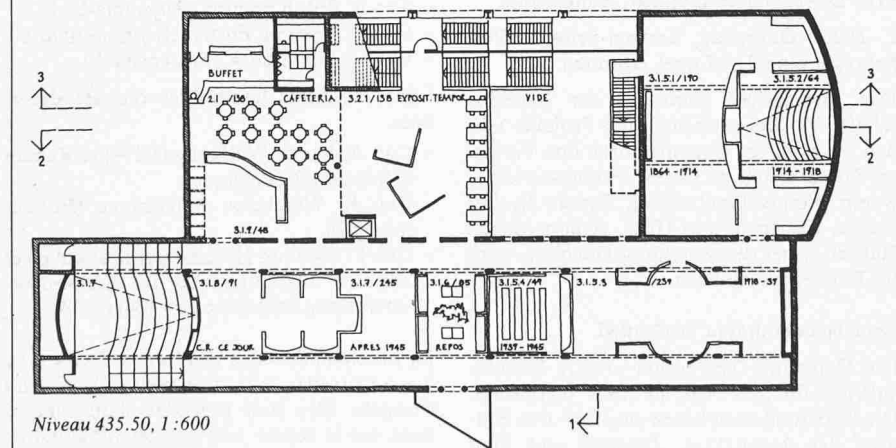 BUFFET
3.1.5.1/190
3.1.5.2/64
3
3
2.1/138
CAFETERIA
3.2.1/138
EXPOSIT. TEMPOR.
VIDE
2
2
1864-1914
1914-1918
3.1.9/48
3.1.9
3.1.8/91
3.1.7/245
3.1.6/85
3.1.5.4/49
3.1.5.3
/239
1918-39
C.R. CE JOUR
APRES 1945
REPOS
1939-1945
Niveau 435.50, 1:600
1